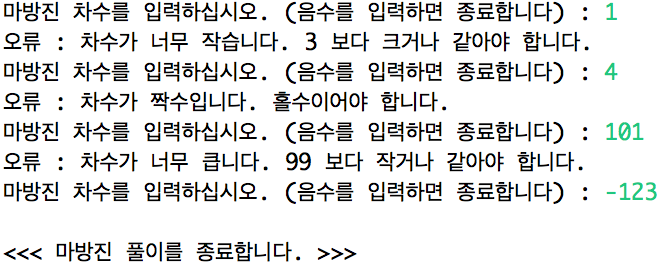 마방진 차수를 입력하십시오. (음수를 입력하면 종료합니다) : 1
오류 : 차수가 너무 작습니다. 3 보다 크거나 같아야 합니다.
마방진 차수를 입력하십시오. (음수를 입력하면 종료합니다) : 4
오류 : 차수가 짝수입니다. 홀수이어야 합니다.
마방진 차수를 입력하십시오. (음수를 입력하면 종료합니다) : 101
오류 : 차수가 너무 큽니다. 99 보다 작거나 같아야 합니다.
마방진 차수를 입력하십시오. (음수를 입력하면 종료합니다) : -123
<<< 마방진 풀이를 종료합니다. >>>